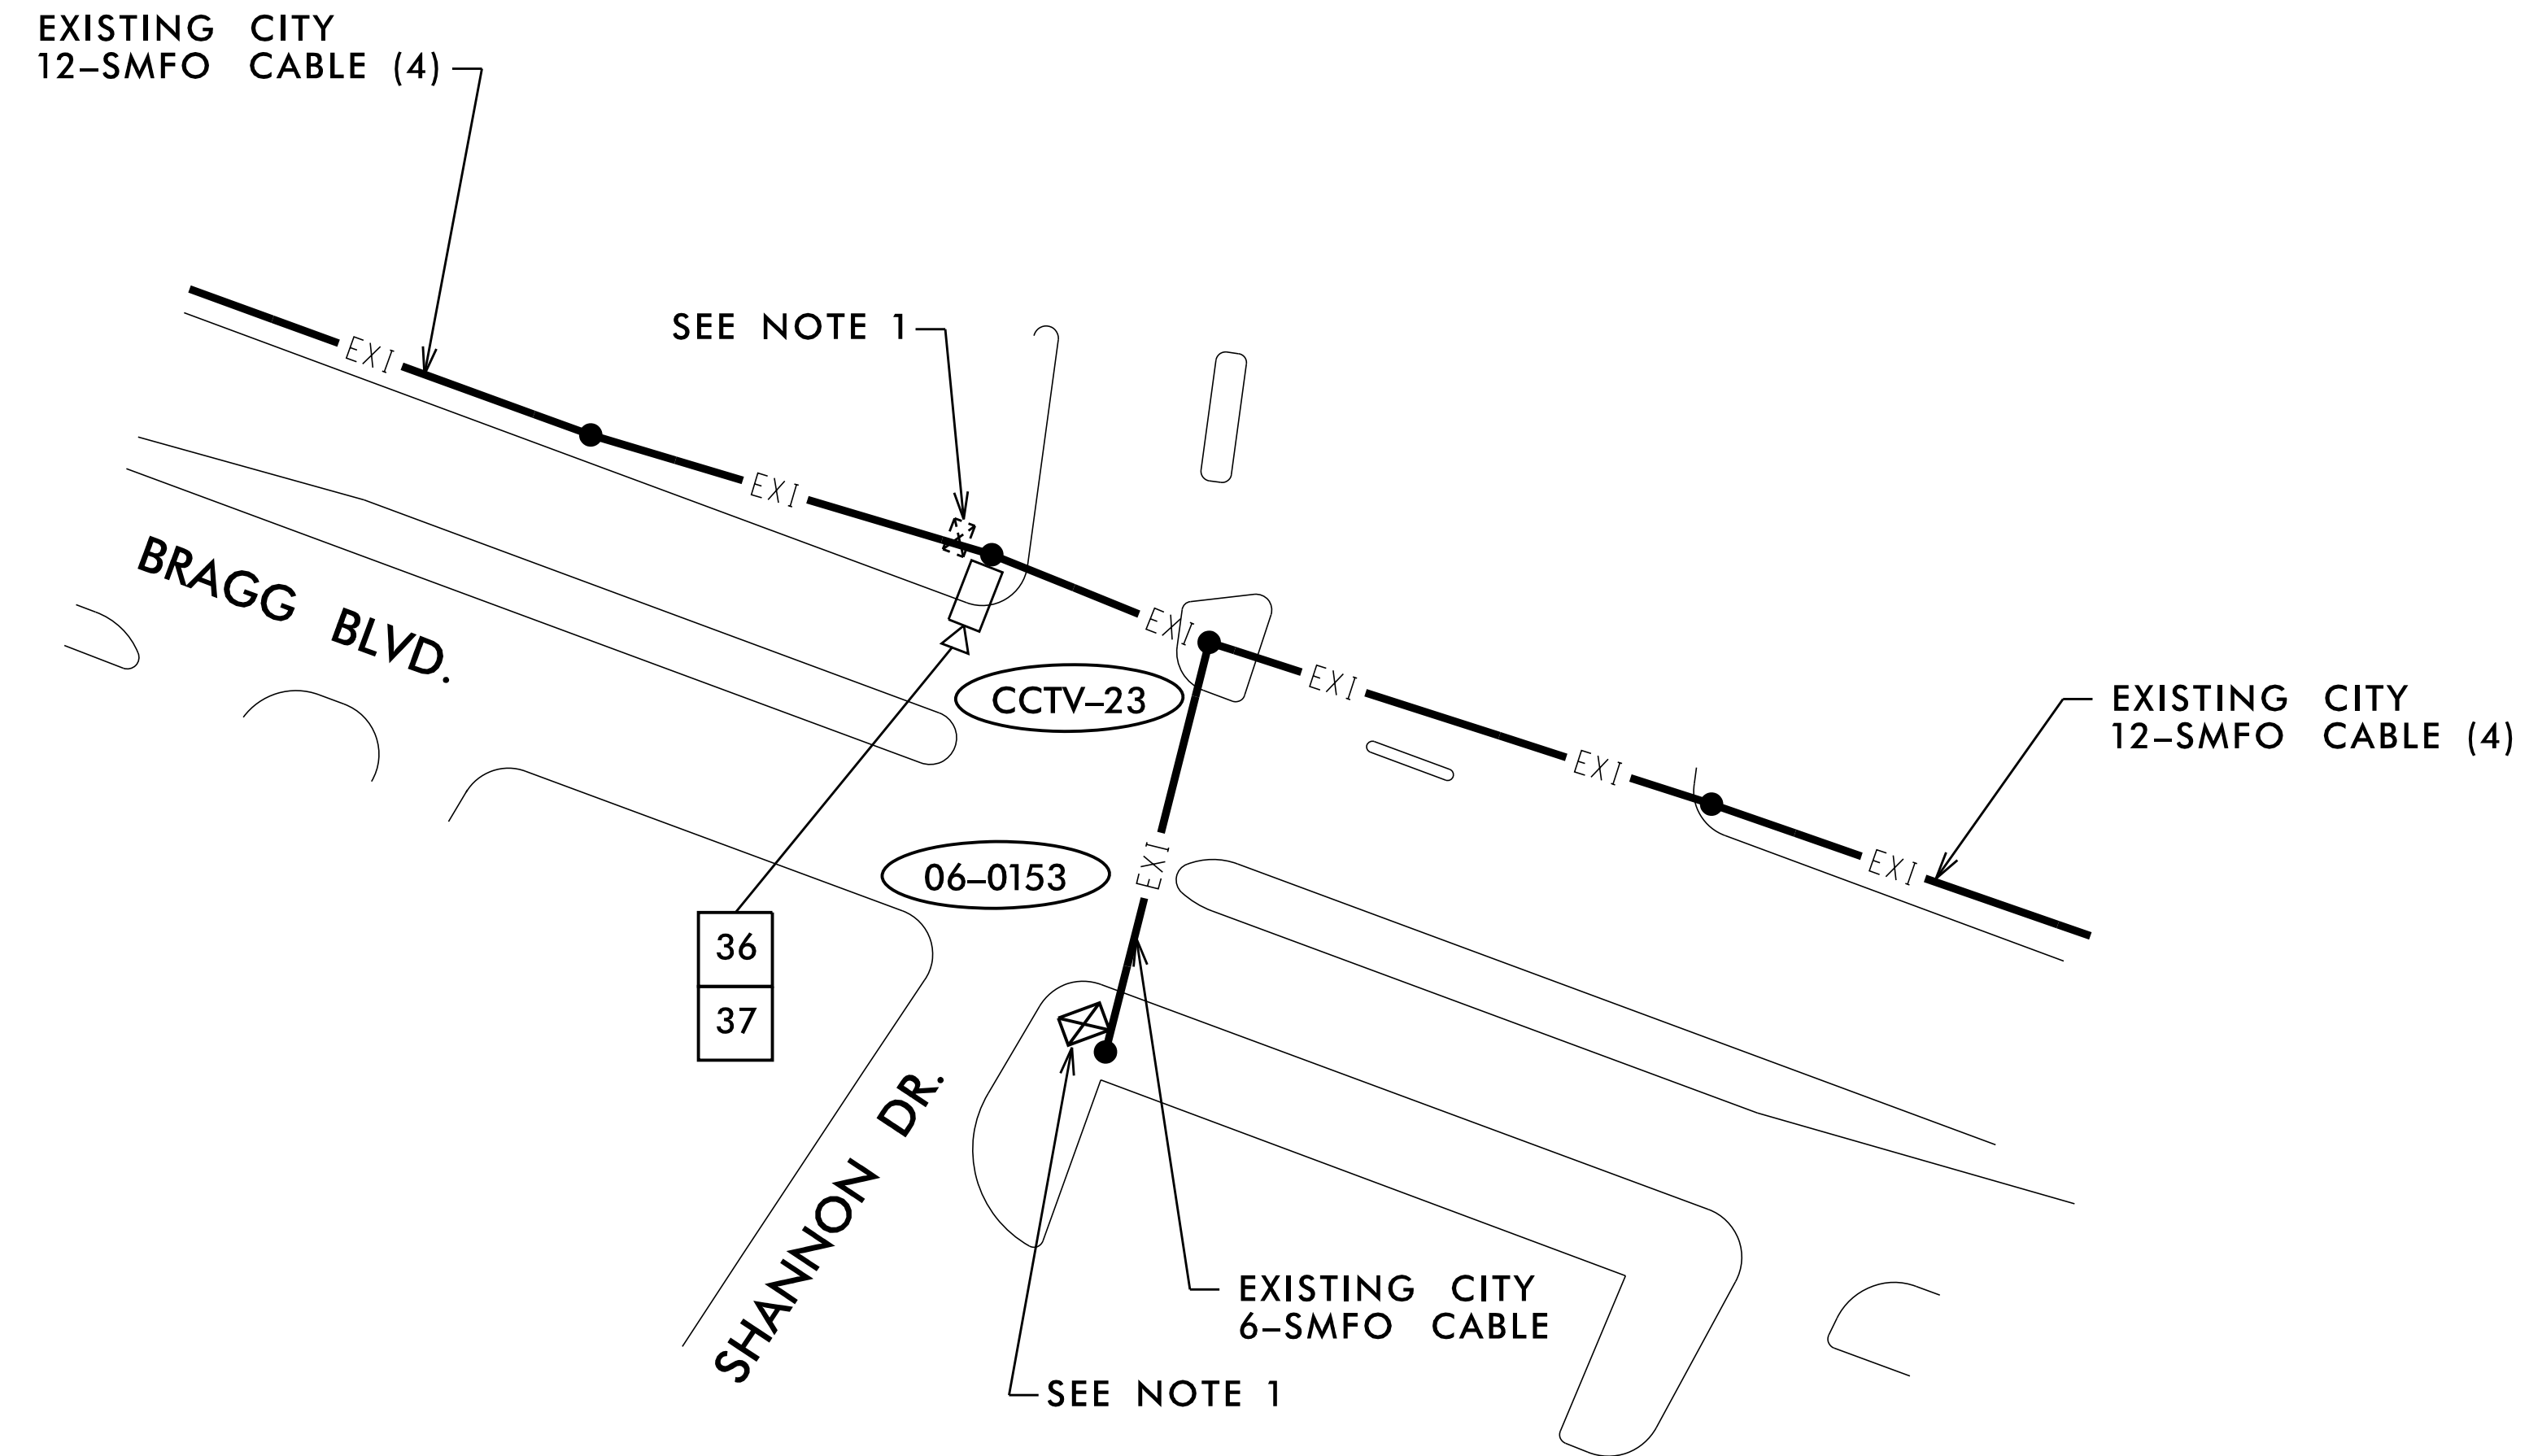 EXISTING CITY
12–SMFO CABLE (4)
EXI
SEE NOTE 1
EXI
BRAGG BLVD.
EXI
EXI
CCTV–23
EXISTING CITY
12–SMFO CABLE (4)
EXI
EXI
EXI
06–0153
36
37
SHANNON DR.
EXISTING CITY
6–SMFO CABLE
SEE NOTE 1